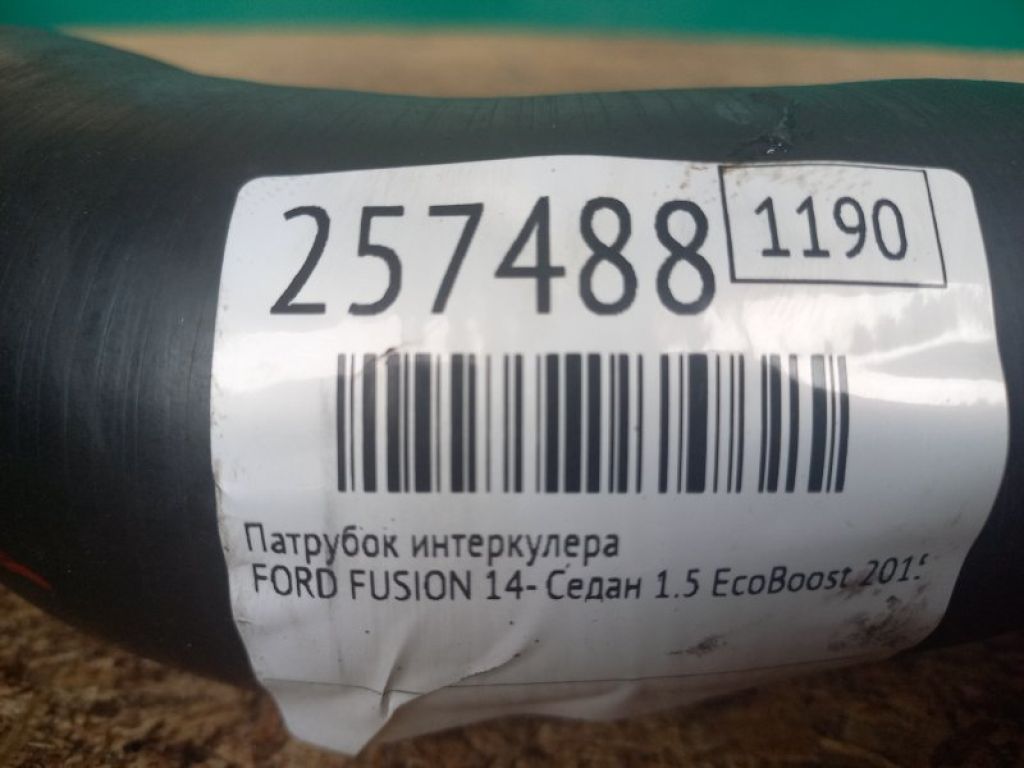 257488 1190
Патрубок интеркулера
FORD FUSION 14- Седан 1.5 EcoBoost